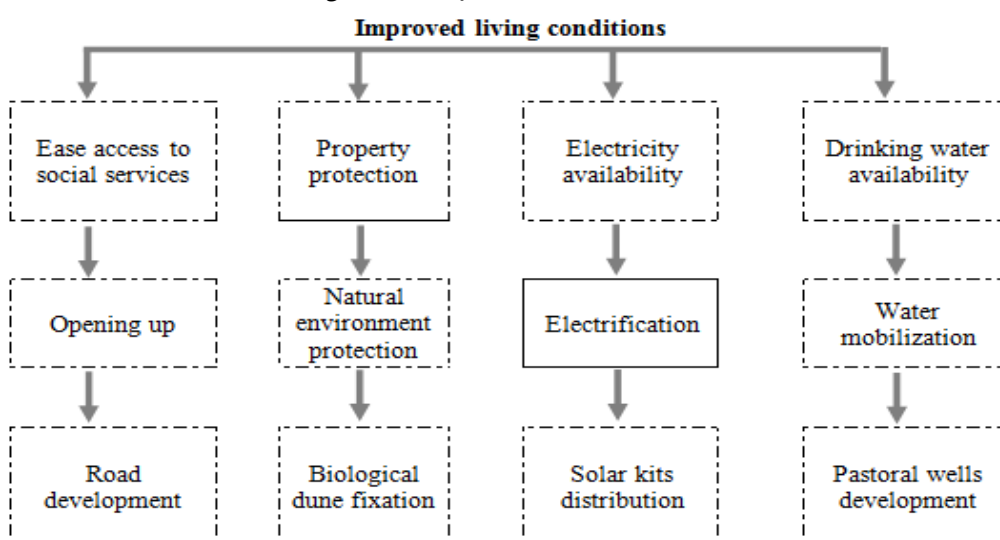 Improved living conditions
Ease access to
social services
Property
protection
Electricity
availability
Drinking water
availability
Opening up
Natural
environment
protection
Electrification
Water
mobilization
Road
development
Biological
dune fixation
Solar kits
distribution
Pastoral wells
development